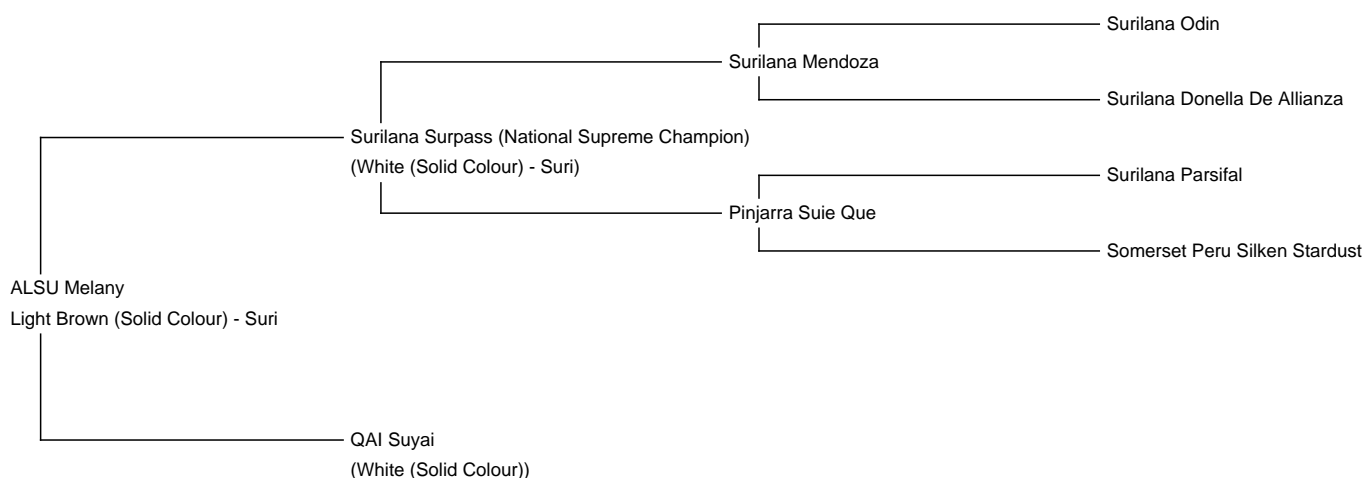 Surilana Odin
Surilana Mendoza
Surilana Donella De Allianza
Surilana Surpass (National Supreme Champion)
(White (Solid Colour) - Suri)
Surilana Parsifal
Pinjarra Suie Que
Somerset Peru Silken Stardust
ALSU Melany
Light Brown (Solid Colour) - Suri
QAI Suyai
(White (Solid Colour))